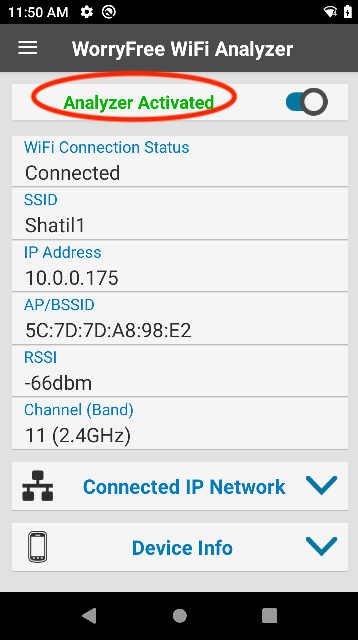 11:50 AM
WorryFree WiFi Analyzer
Analyzer Activated
WiFi Connection Status
Connected
SSID
Shatil1
IP Address
10.0.0.175
AP/BSSID
5C:7D:7D:A8:98:E2
RSSI
-66dbm
Channel (Band)
11 (2.4GHz)
Connected IP Network
Device Info